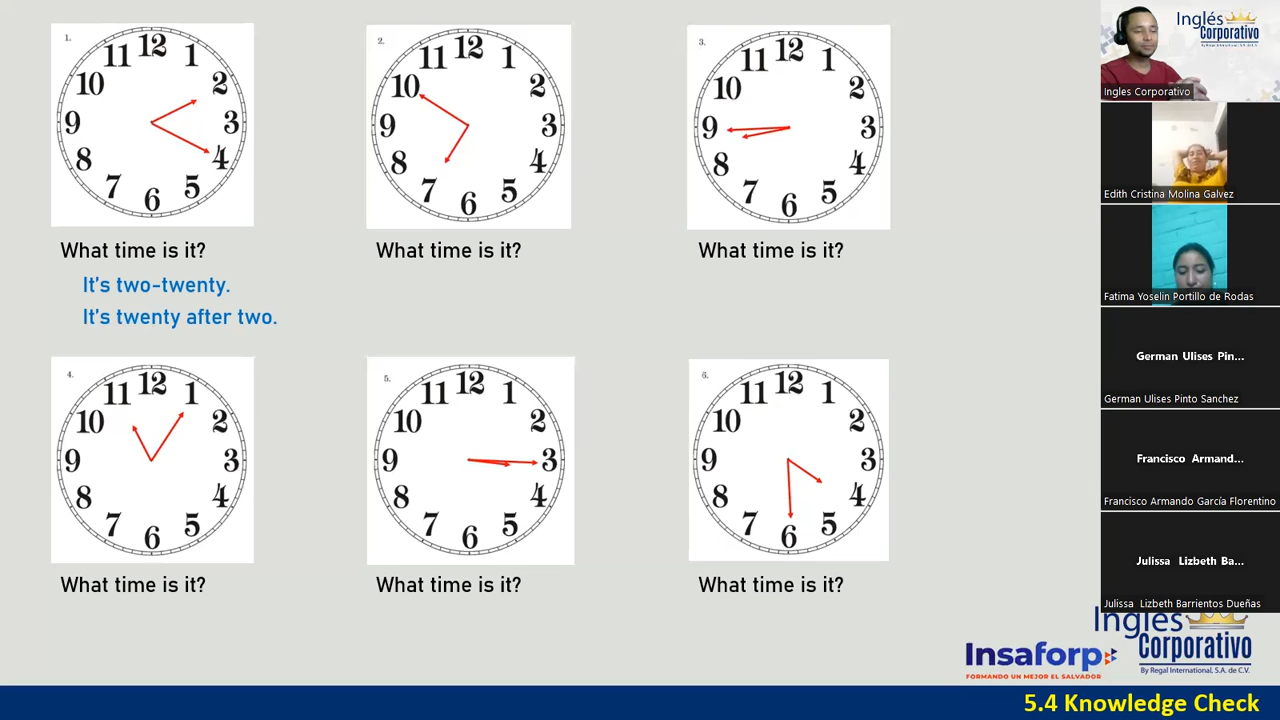 1.
12
11 1
10 2
9 3
8 4
7 5
6
What time is it?
It's two-twenty.
It's twenty after two.
2.
12
11 1
10 2
9 3
8 4
7 5
6
What time is it?
3.
12
11 1
10 2
9 3
8 4
7 5
6
What time is it?
4.
12
11 1
10 2
9 3
8 4
7 5
6
What time is it?
5.
12
11 1
10 2
9 3
8 4
7 5
6
What time is it?
6.
12
11 1
10 2
9 3
8 4
7 5
6
What time is it?
Inglés
Corporativo
By Regal International, S.A. de C.V.
Ingles Corporativo
Edith Cristina Molina Galvez
Fatima Yoselin Portillo de Rodas
German Ulises Pin...
German Ulises Pinto Sanchez
Francisco Armand...
Francisco Armando García Florentino
Julissa Lizbeth Ba...
Julissa Lizbeth Barrientos Dueñas
Insaforp
FORMANDO UN MEJOR EL SALVADOR
Inglés
Corporativo
By Regal International, S.A. de C.V.
5.4 Knowledge Check